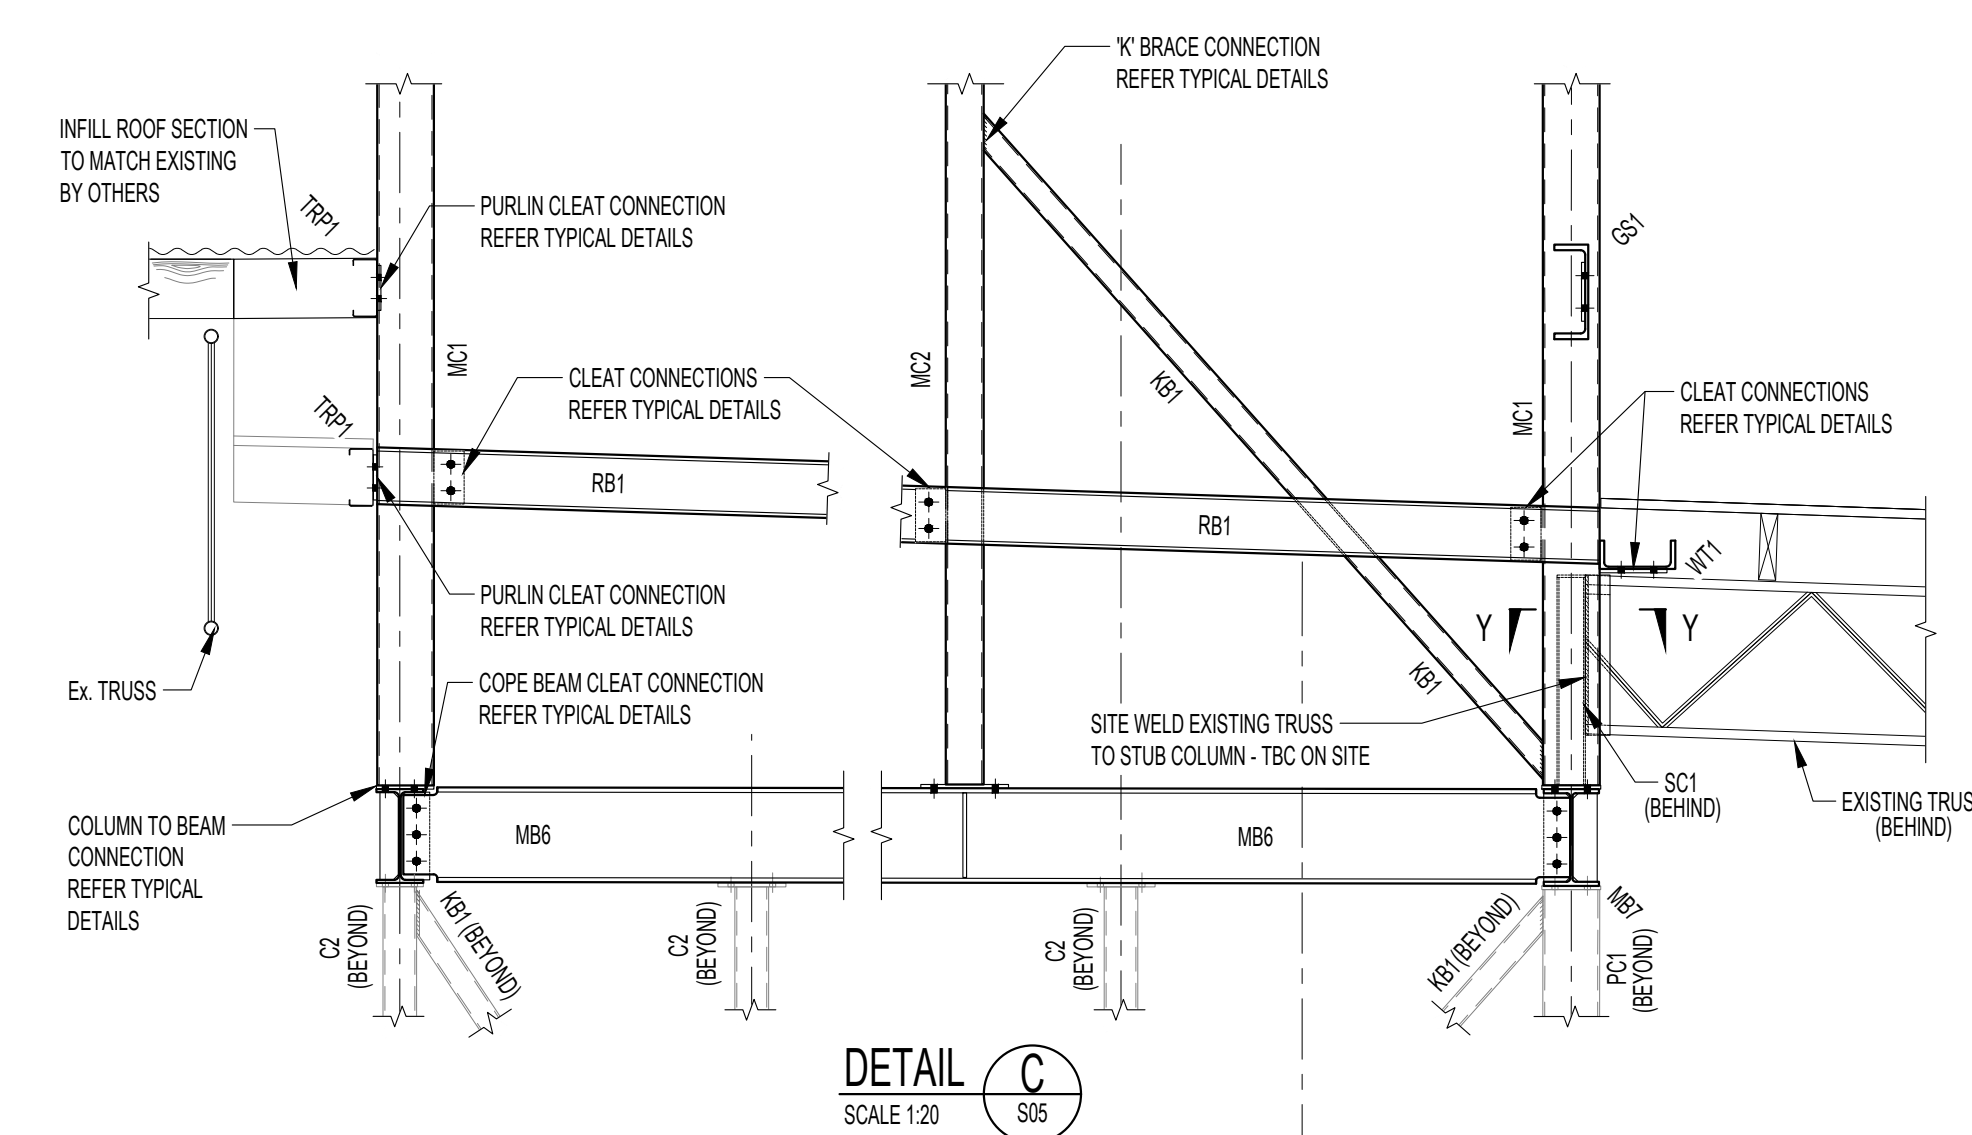 'K' BRACE CONNECTION
REFER TYPICAL DETAILS
INFILL ROOF SECTION
TO MATCH EXISTING
BY OTHERS
TRP1
PURLIN CLEAT CONNECTION
REFER TYPICAL DETAILS
GS1
MC1
MC2
CLEAT CONNECTIONS
REFER TYPICAL DETAILS
KB1
MC1
CLEAT CONNECTIONS
REFER TYPICAL DETAILS
TRP1
RB1
RB1
WT1
PURLIN CLEAT CONNECTION
REFER TYPICAL DETAILS
Y
Y
Ex. TRUSS
COPE BEAM CLEAT CONNECTION
REFER TYPICAL DETAILS
KB1
SITE WELD EXISTING TRUSS
TO STUB COLUMN - TBC ON SITE
SC1
(BEHIND)
EXISTING TRUS
(BEHIND)
COLUMN TO BEAM
CONNECTION
REFER TYPICAL
DETAILS
MB6
MB6
C2
(BEYOND)
KB1 (BEYOND)
C2
(BEYOND)
C2
(BEYOND)
KB1 (BEYOND)
MB7
PC1
(BEYOND)
DETAIL
C
SCALE 1:20
S05